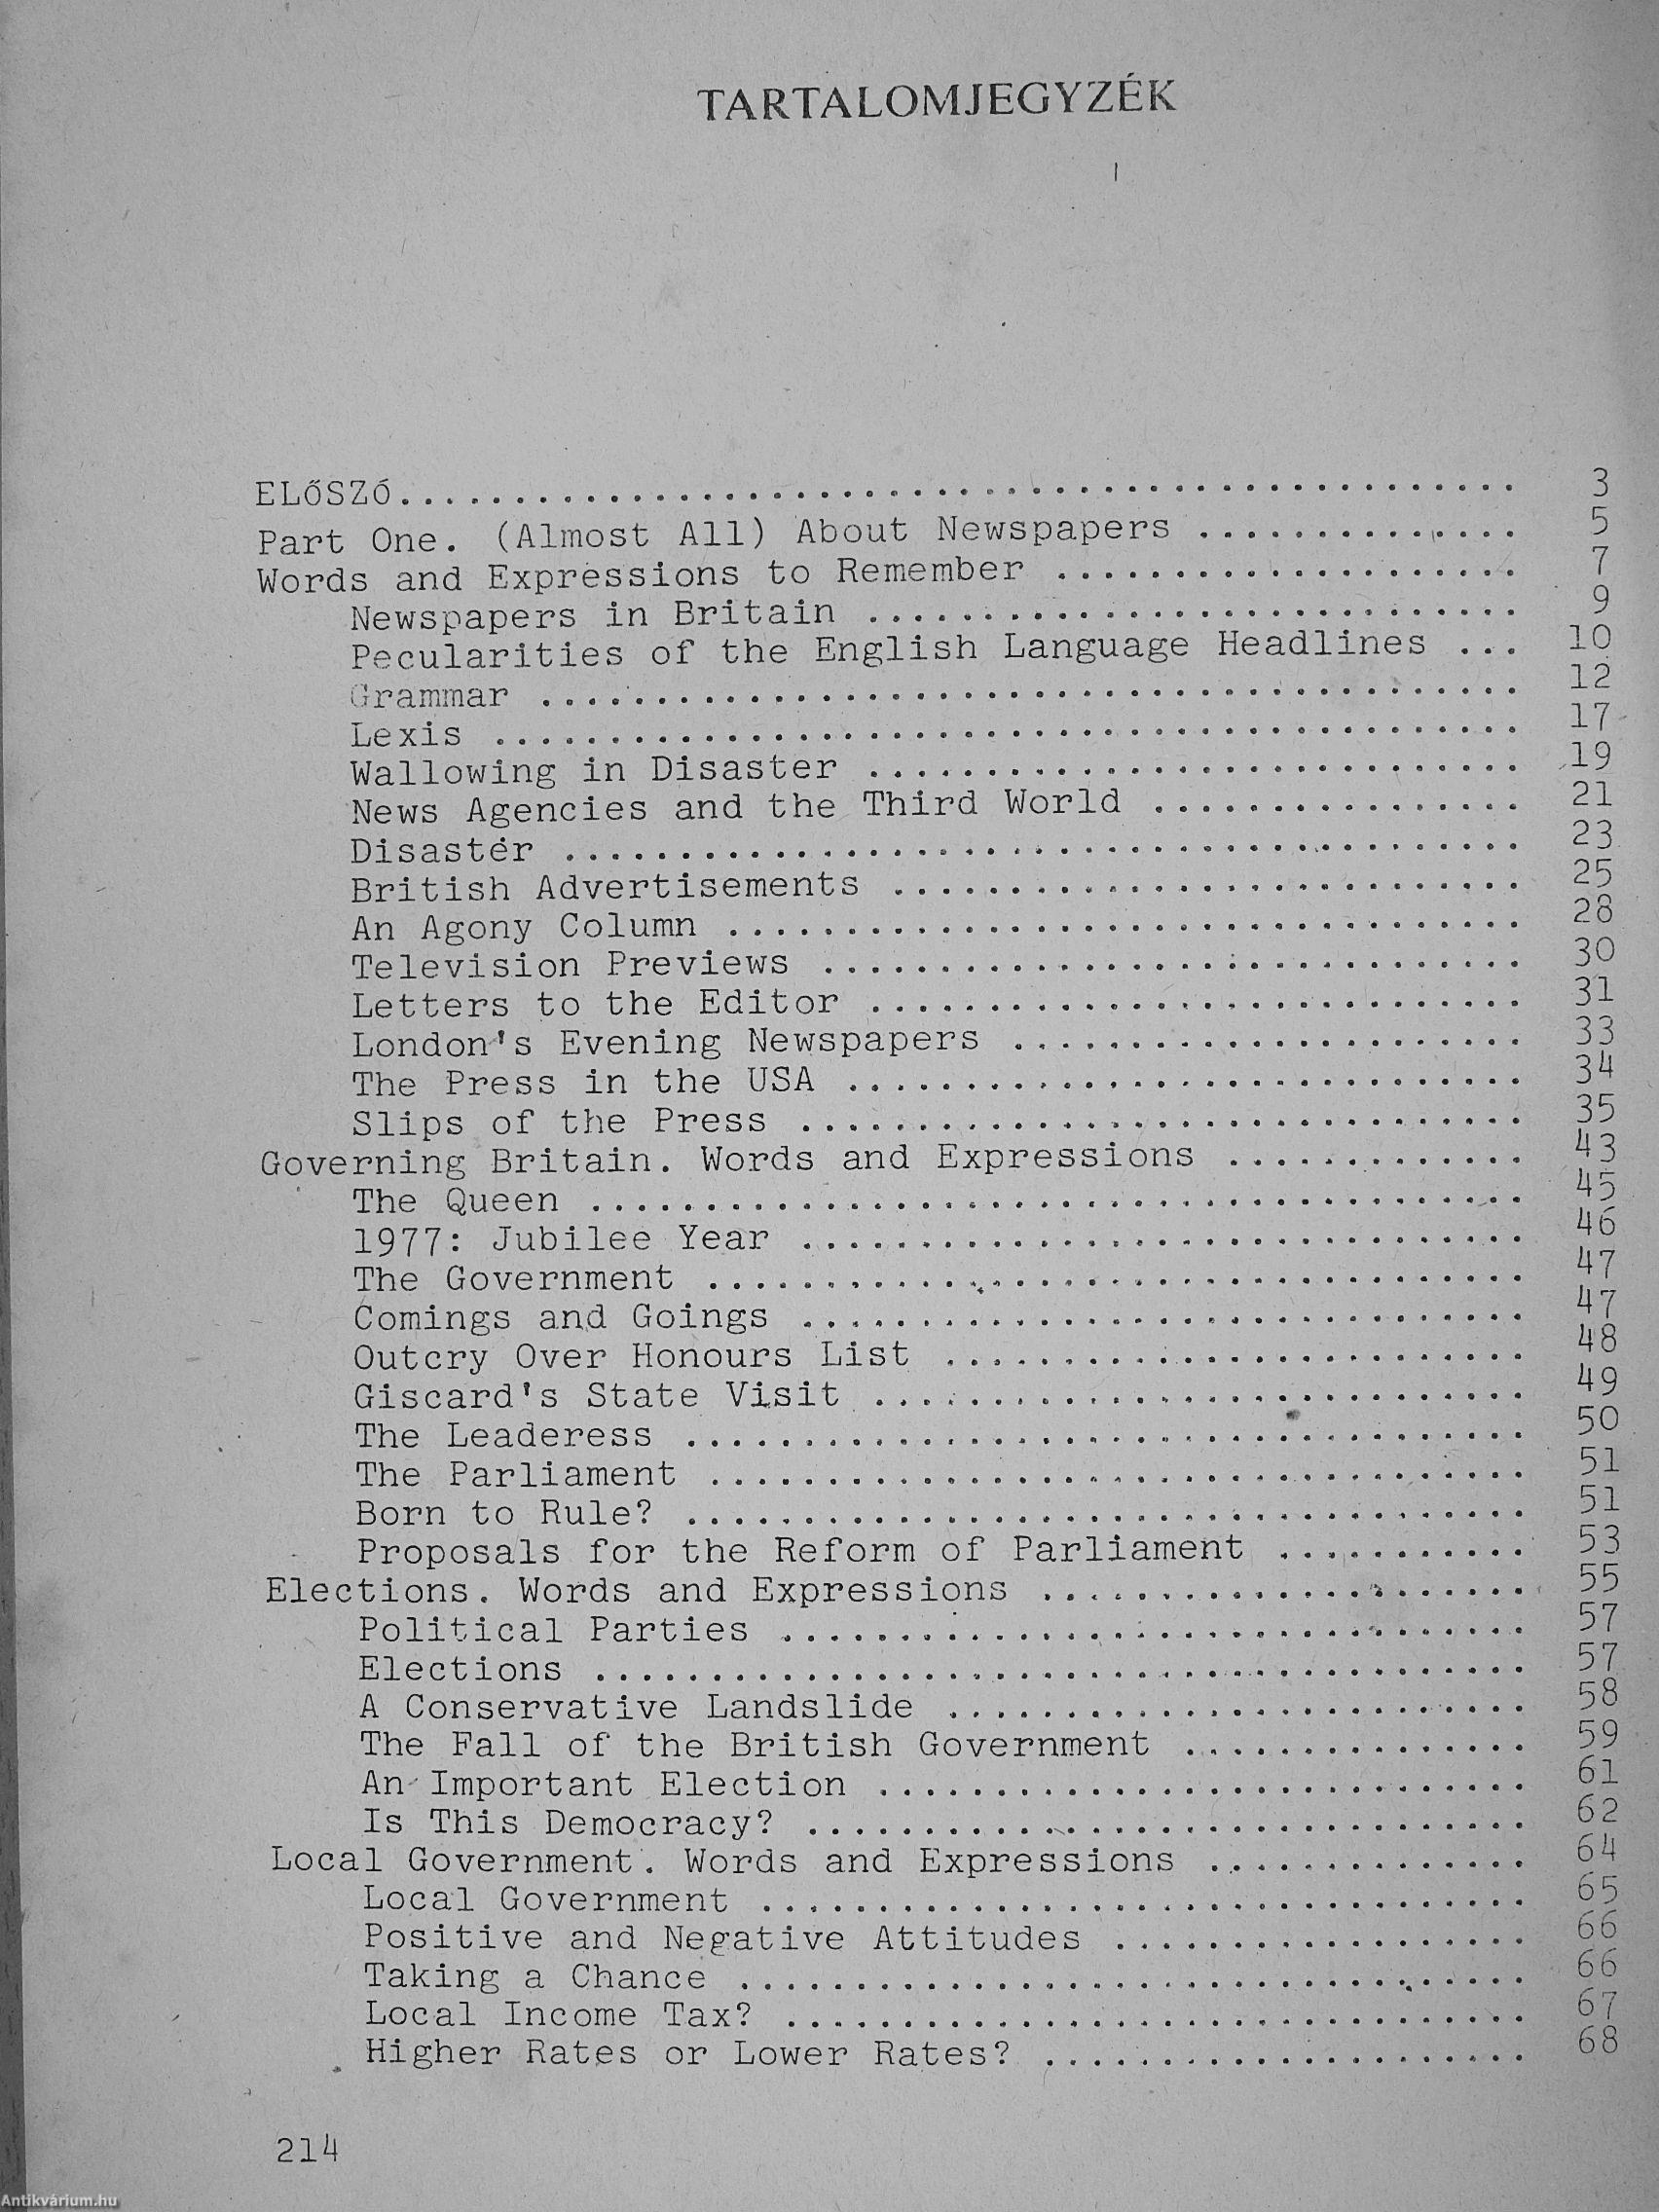 TARTALOMJEGYZÉK
ELŐSZÓ................................................ 3
Part One. (Almost All) About Newspapers .............. 5
Words and Expressions to Remember .................... 7
Newspapers in Britain ............................ 9
Pecularities of the English Language Headlines ... 10
Grammar .......................................... 12
Lexis ............................................ 17
Wallowing in Disaster ............................ 19
News Agencies and the Third World ................ 21
Disaster ......................................... 23
British Advertisements ........................... 25
An Agony Column .................................. 28
Television Previews .............................. 30
Letters to the Editor ............................ 31
London's Evening Newspapers ...................... 33
The Press in the USA ............................. 34
Slips of the Press ............................... 35
Governing Britain. Words and Expressions ............. 43
The Queen ........................................ 45
1977: Jubilee Year ............................... 46
The Government ................................... 47
Comings and Goings ............................... 47
Outcry Over Honours List ......................... 48
Giscard's State Visit ............................ 49
The Leaderess .................................... 50
The Parliament ................................... 51
Born to Rule? .................................... 51
Proposals for the Reform of Parliament ........... 53
Elections. Words and Expressions ..................... 55
Political Parties ................................ 57
Elections ........................................ 57
A Conservative Landslide ......................... 58
The Fall of the British Government ............... 59
An Important Election ............................ 61
Is This Democracy? ............................... 62
Local Government. Words and Expressions .............. 64
Local Government ................................. 65
Positive and Negative Attitudes .................. 66
Taking a Chance .................................. 66
Local Income Tax? ................................ 67
Higher Rates or Lower Rates? ..................... 68
214
Antikvárium.hu